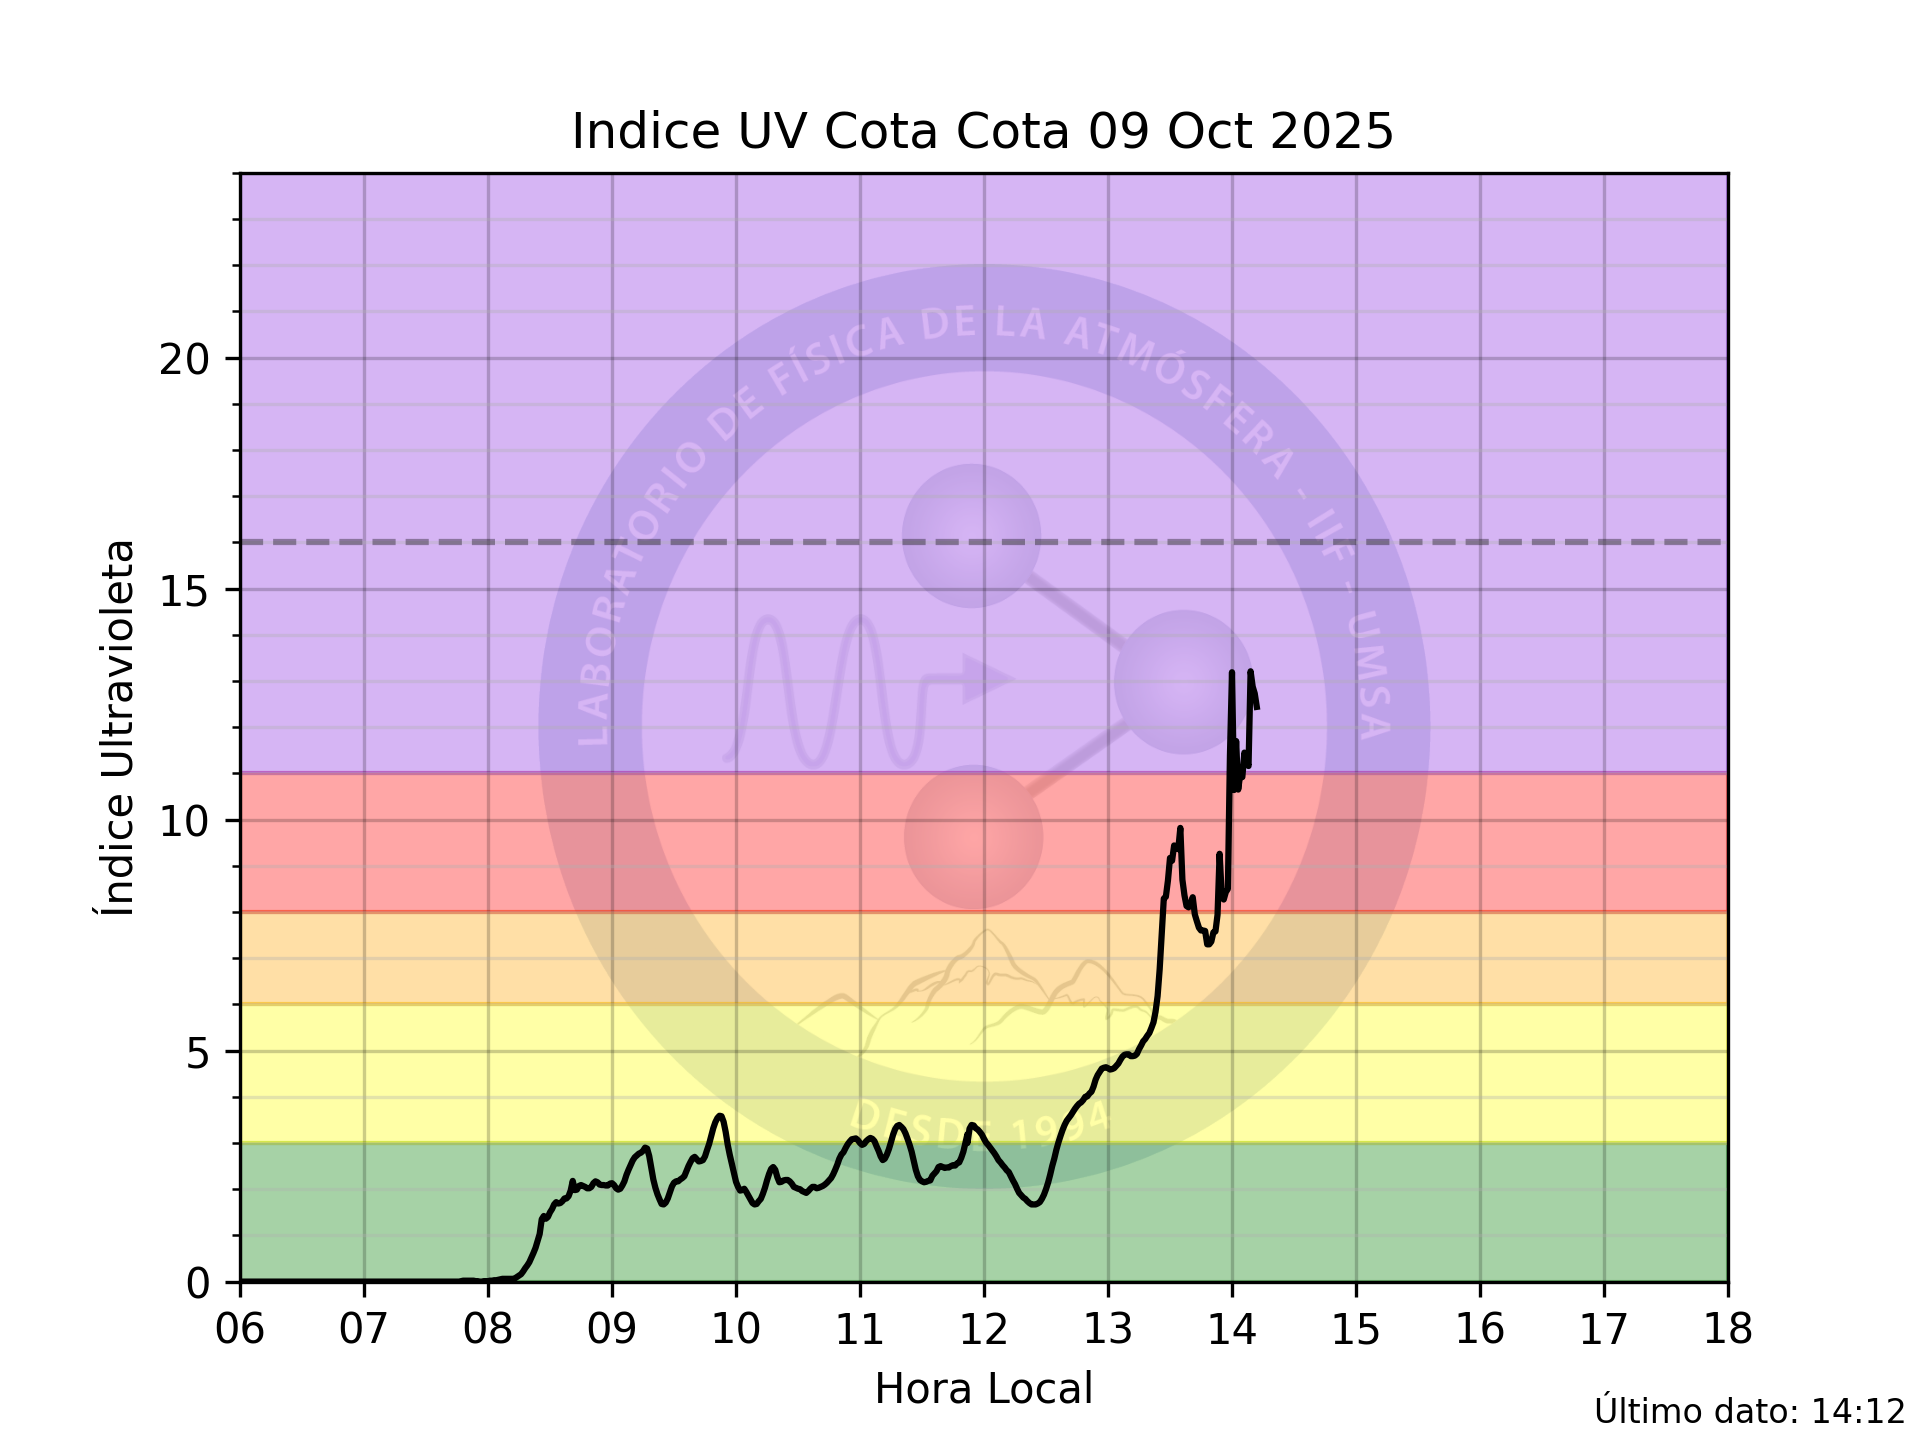 Indice UV Cota Cota 09 Oct 2025
Índice Ultravioleta
20
15
10
5
0
LABORATORIO DE FÍSICA DE LA ATMÓSFERA - IIF - UMSA
DESDE 1994
06 07 08 09 10 11 12 13 14 15 16 17 18
Hora Local
Último dato: 14:12